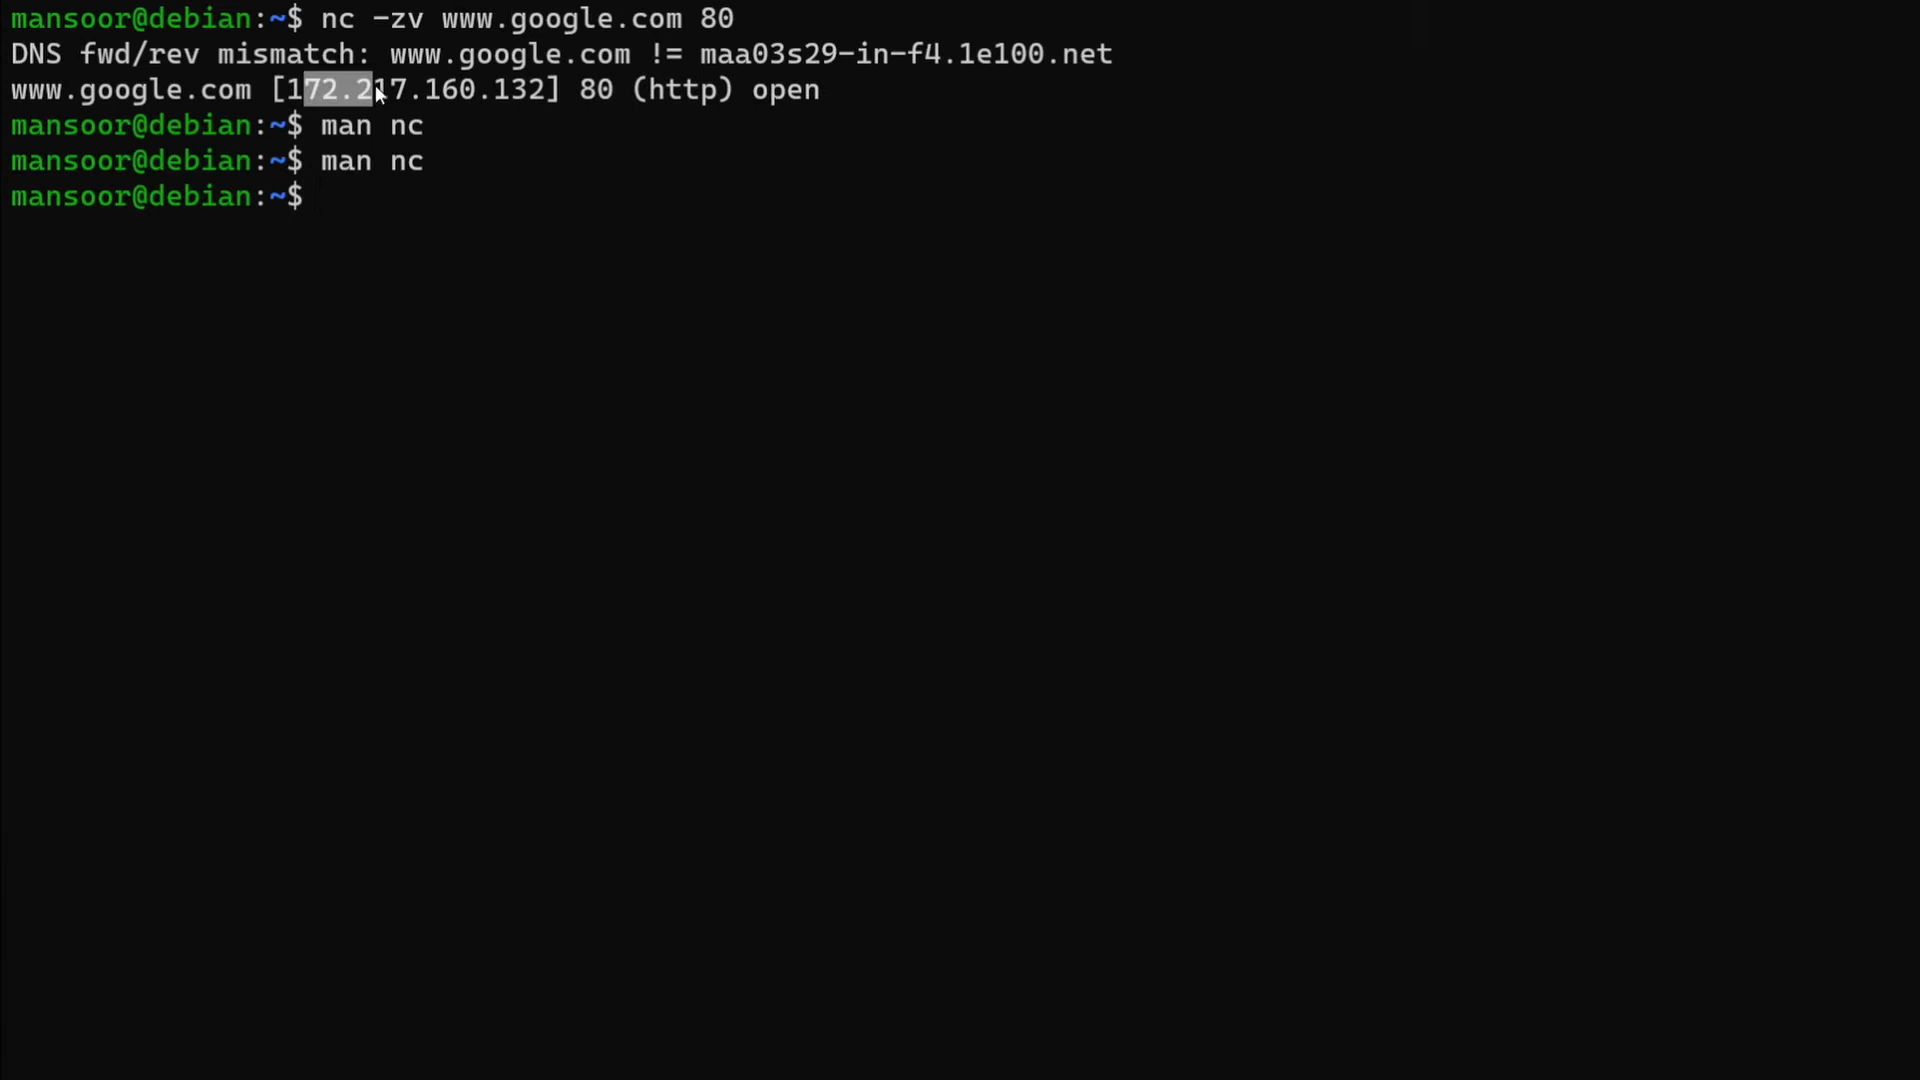 mansoor@debian:~$ nc -zv www.google.com 80
DNS fwd/rev mismatch: www.google.com != maa03s29-in-f4.1e100.net
www.google.com [172.217.160.132] 80 (http) open
mansoor@debian:~$ man nc
mansoor@debian:~$ man nc
mansoor@debian:~$